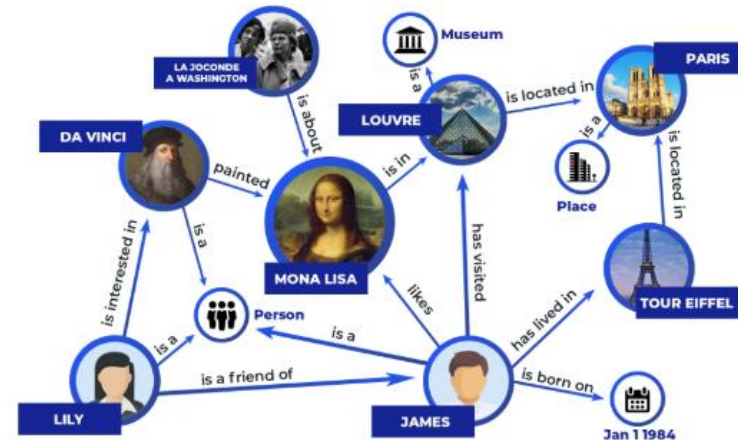 Museum
PARIS
LA JOCONDE
A WASHINGTON
is a
is located in
LOUVRE
is about
DA VINCI
is a
is located in
painted
is in
Place
is a
has visited
MONA LISA
is interested in
likes
TOUR EIFFEL
Person
has lived in
is a
is a
is a friend of
is born on
LILY
JAMES
Jan 1 1984